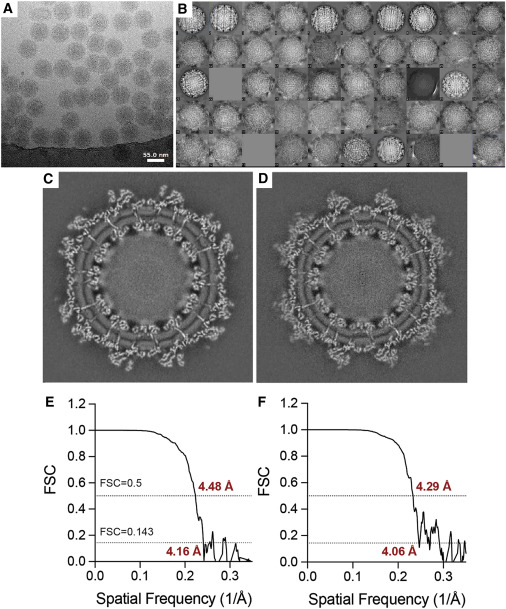 A
B
55.0 nm
C
D
E
F
1.2
1.0
0.8
0.6
0.4
0.2
0.0
FSC
FSC=0.5
4.48 Å
FSC=0.143
4.16 Å
0.0 0.1 0.2 0.3
Spatial Frequency (1/Å)
1.2
1.0
0.8
0.6
0.4
0.2
0.0
FSC
4.29 Å
4.06 Å
0.0 0.1 0.2 0.3
Spatial Frequency (1/Å)